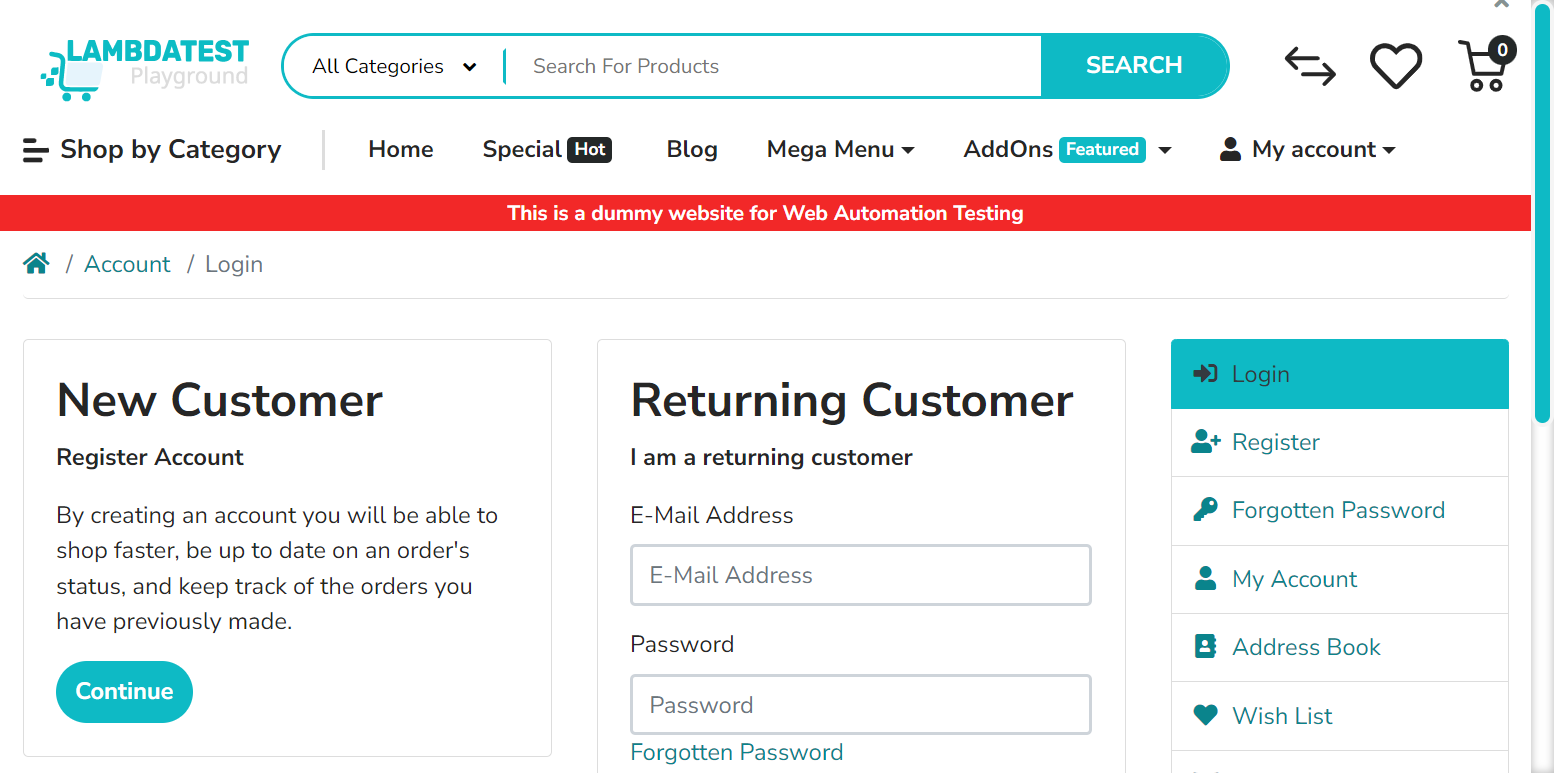 LAMBDATEST
Playground
All Categories
Search For Products
SEARCH
0
Shop by Category
Home
Special Hot
Blog
Mega Menu
AddOns Featured
My account
This is a dummy website for Web Automation Testing
/ Account / Login
New Customer
Register Account
By creating an account you will be able to
shop faster, be up to date on an order's
status, and keep track of the orders you
have previously made.
Continue
Returning Customer
I am a returning customer
E-Mail Address
E-Mail Address
Password
Password
Forgotten Password
Login
Register
Forgotten Password
My Account
Address Book
Wish List